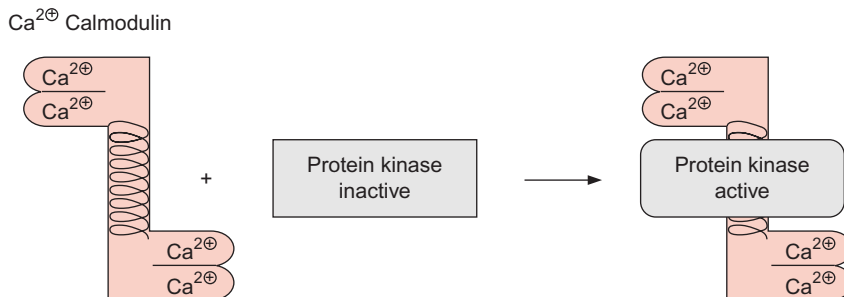 Ca²⊕ Calmodulin
Ca²⊕
Ca²⊕
+
Protein kinase
inactive
Ca²⊕
Ca²⊕
Ca²⊕
Ca²⊕
Protein kinase
active
Ca²⊕
Ca²⊕